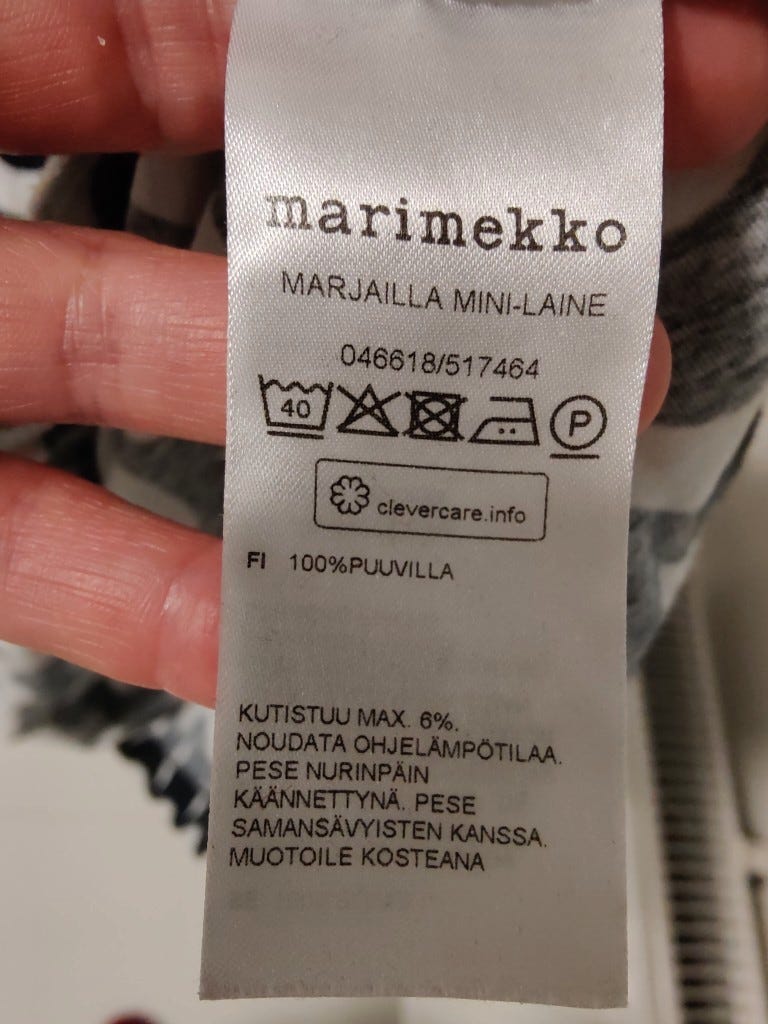 marimekko
MARJAILLA MINI-LAINE
046618/517464
40 P
clevercare.info
FI 100%PUUVILLA
KUTISTUU MAX. 6%.
NOUDATA OHJELÄMPÖTILAA.
PESE NURINPÄIN
KÄÄNNETTYNÄ. PESE
SAMANSÄVYISTEN KANSSA.
MUOTOILE KOSTEANA